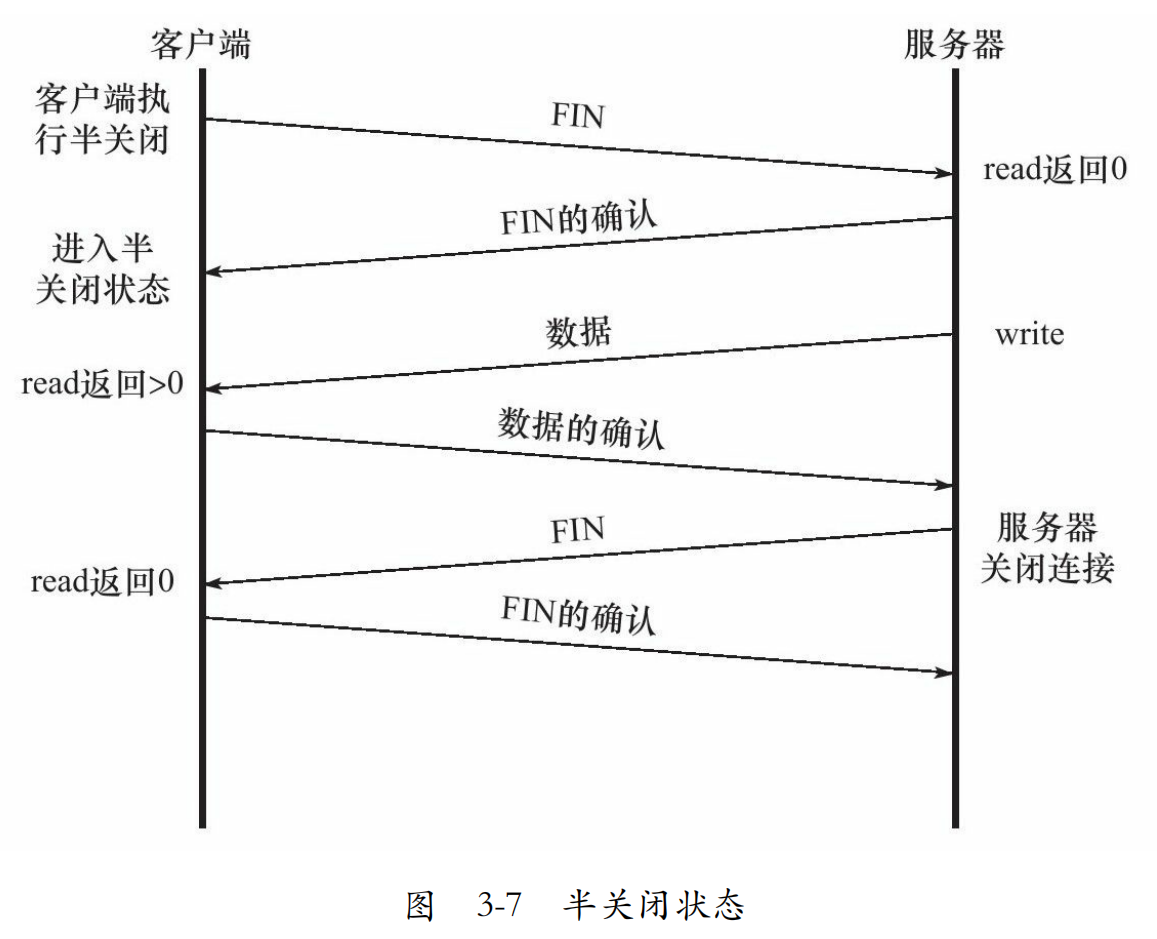 客户端
服务器
客户端执
行半关闭
FIN
read返回0
FIN的确认
进入半
关闭状态
数据
write
read返回>0
数据的确认
FIN
服务器
关闭连接
read返回0
FIN的确认
图 3-7 半关闭状态